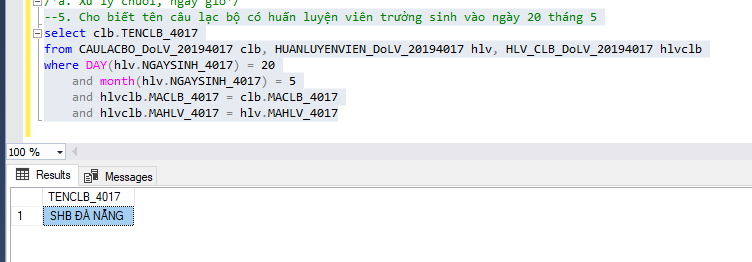 /*a. Xử lý chuỗi, ngày giờ*/
--5. Cho biết tên câu lạc bộ có huấn luyện viên trưởng sinh vào ngày 20 tháng 5
select clb.TENCLB_4017
from CAULACBO_DoLV_20194017 clb, HUANLUYENVIEN_DoLV_20194017 hlv, HLV_CLB_DoLV_20194017 hlvclb
where DAY(hlv.NGAYSINH_4017) = 20
and month(hlv.NGAYSINH_4017) = 5
and hlvclb.MACLB_4017 = clb.MACLB_4017
and hlvclb.MAHLV_4017 = hlv.MAHLV_4017
100 %
Results Messages
TENCLB_4017
1 SHB ĐÀ NẴNG